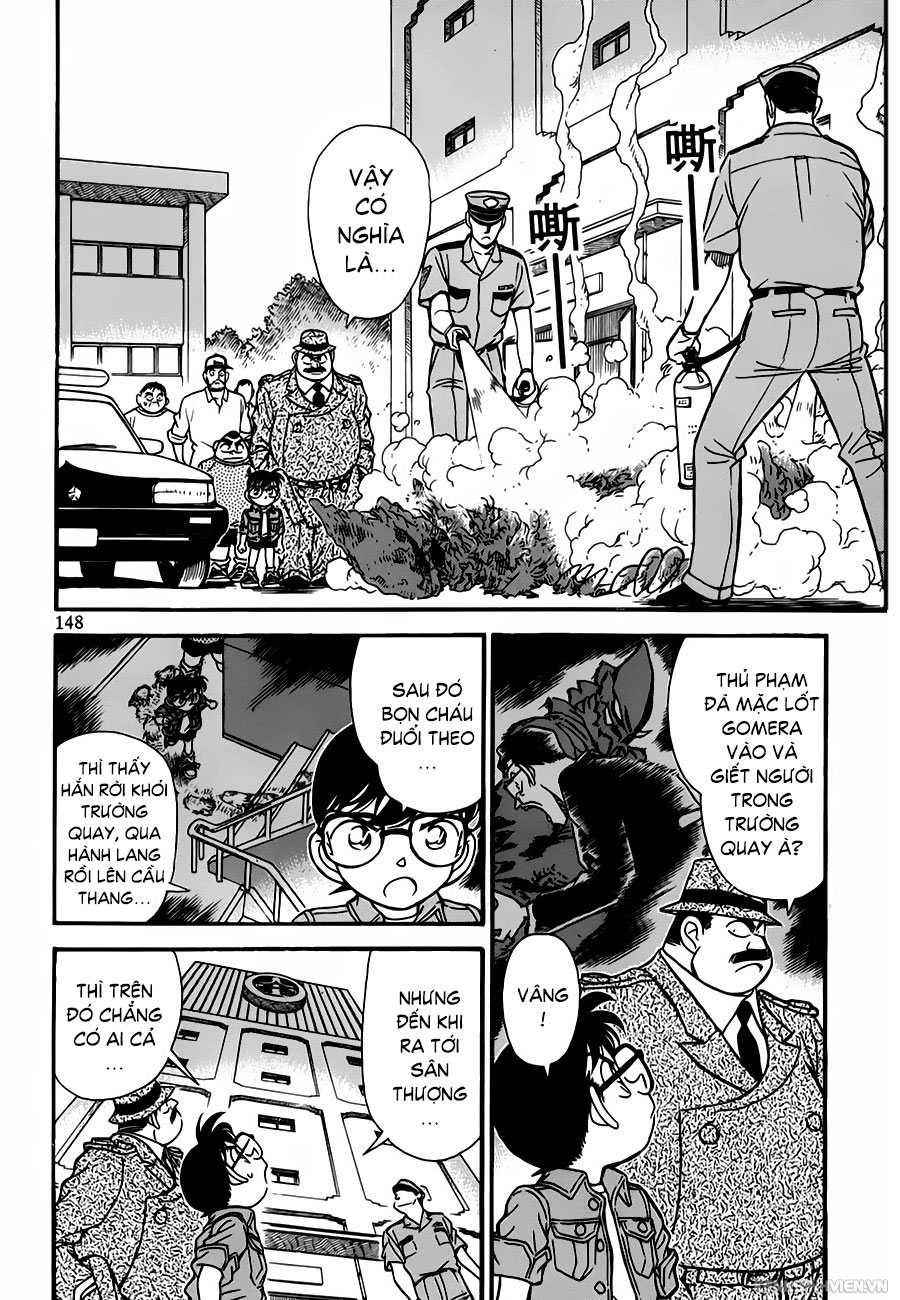 VẬY
CÓ
NGHĨA
LÀ...
嘶
嘶
148
THỦ PHẠM
ĐÃ MẶC LỐT
GOMERA
VÀO VÀ
GIẾT NGƯỜI
TRONG
TRƯỜNG
QUAY À?
VÂNG
!
SAU ĐÓ
BỌN CHÁU
ĐUỔI THEO
...
THÌ THẤY
HẮN RỜI KHỎI
TRƯỜNG
QUAY, QUA
HÀNH LANG
RỒI LÊN CẦU
THANG...
NHƯNG
ĐẾN KHI
RA TỚI
SÂN
THƯỢNG
...
THÌ TRÊN
ĐÓ CHẲNG
CÓ AI CẢ
...